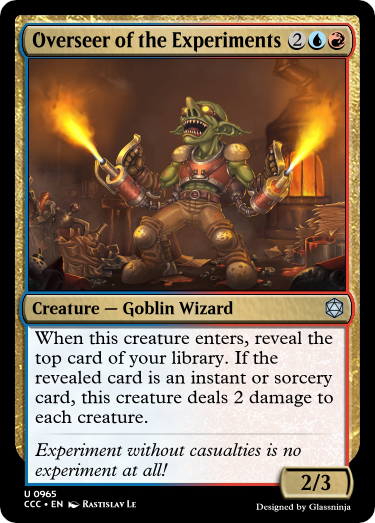 Overseer of the Experiments 2
Creature — Goblin Wizard
When this creature enters, reveal the
top card of your library. If the
revealed card is an instant or sorcery
card, this creature deals 2 damage to
each creature.
Experiment without casualties is no
experiment at all!
2/3
U 0965
CCC • EN Rastislav Le
Designed by Glassninja